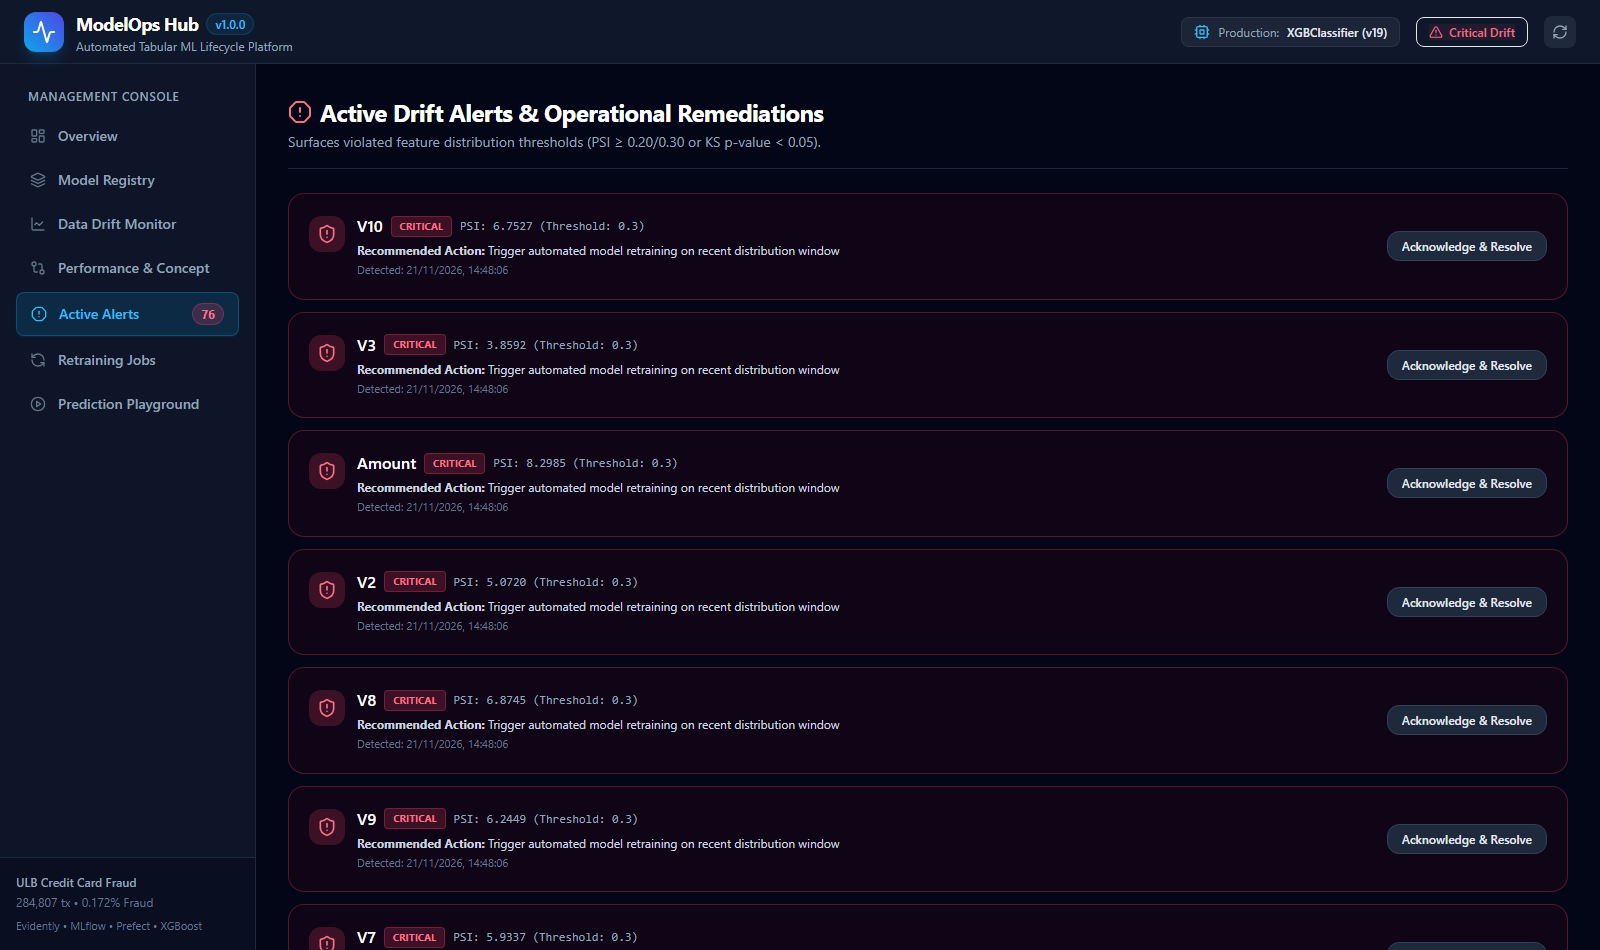 ModelOps Hub v1.0.0
Automated Tabular ML Lifecycle Platform
Production: XGBClassifier (v19)
Critical Drift
MANAGEMENT CONSOLE
Overview
Model Registry
Data Drift Monitor
Performance & Concept
Active Alerts 76
Retraining Jobs
Prediction Playground
ULB Credit Card Fraud
284,807 tx • 0.172% Fraud
Evidently • MLflow • Prefect • XGBoost
Active Drift Alerts & Operational Remediations
Surfaces violated feature distribution thresholds (PSI ≥ 0.20/0.30 or KS p-value < 0.05).
V10 CRITICAL PSI: 6.7527 (Threshold: 0.3)
Recommended Action: Trigger automated model retraining on recent distribution window
Detected: 21/11/2026, 14:48:06
Acknowledge & Resolve
V3 CRITICAL PSI: 3.8592 (Threshold: 0.3)
Recommended Action: Trigger automated model retraining on recent distribution window
Detected: 21/11/2026, 14:48:06
Acknowledge & Resolve
Amount CRITICAL PSI: 8.2985 (Threshold: 0.3)
Recommended Action: Trigger automated model retraining on recent distribution window
Detected: 21/11/2026, 14:48:06
Acknowledge & Resolve
V2 CRITICAL PSI: 5.0720 (Threshold: 0.3)
Recommended Action: Trigger automated model retraining on recent distribution window
Detected: 21/11/2026, 14:48:06
Acknowledge & Resolve
V8 CRITICAL PSI: 6.8745 (Threshold: 0.3)
Recommended Action: Trigger automated model retraining on recent distribution window
Detected: 21/11/2026, 14:48:06
Acknowledge & Resolve
V9 CRITICAL PSI: 6.2449 (Threshold: 0.3)
Recommended Action: Trigger automated model retraining on recent distribution window
Detected: 21/11/2026, 14:48:06
Acknowledge & Resolve
V7 CRITICAL PSI: 5.9337 (Threshold: 0.3)